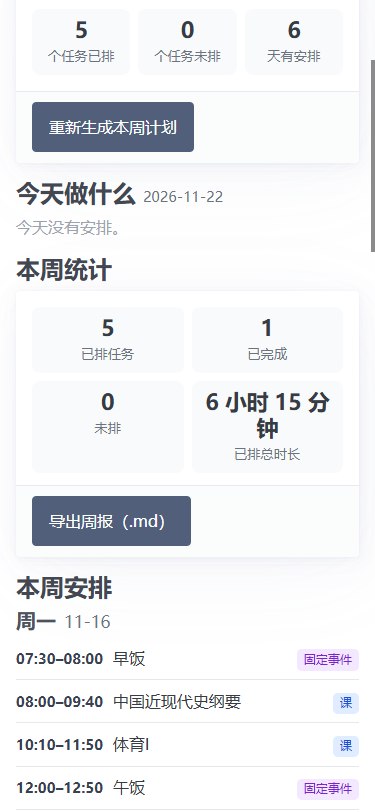 5
个任务已排
0
个任务未排
6
天有安排
重新生成本周计划
今天做什么 2026-11-22
今天没有安排。
本周统计
5
已排任务
1
已完成
0
未排
6 小时 15 分
钟
已排总时长
导出周报（.md）
本周安排
周一 11-16
07:30–08:00 早饭 固定事件
08:00–09:40 中国近现代史纲要 课
10:10–11:50 体育Ⅰ 课
12:00–12:50 午饭 固定事件